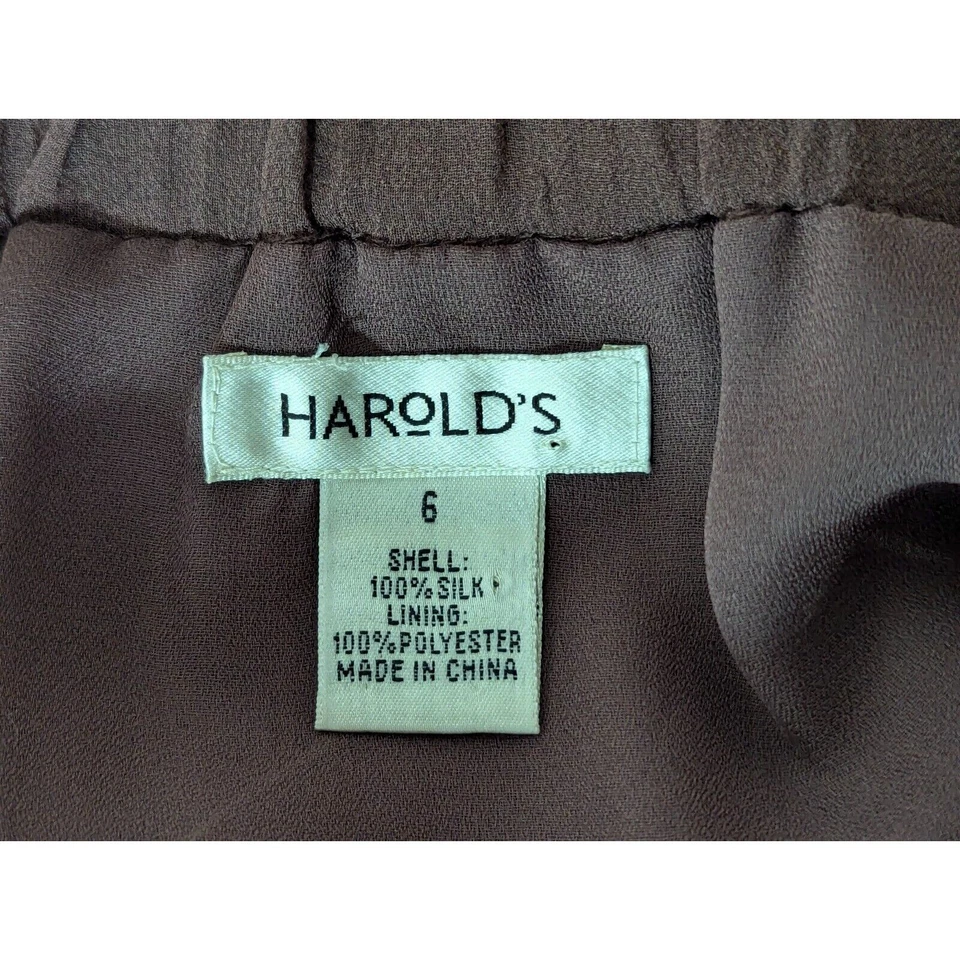 HAROLD'S
6
SHELL:
100% SILK
LINING:
100% POLYESTER
MADE IN CHINA